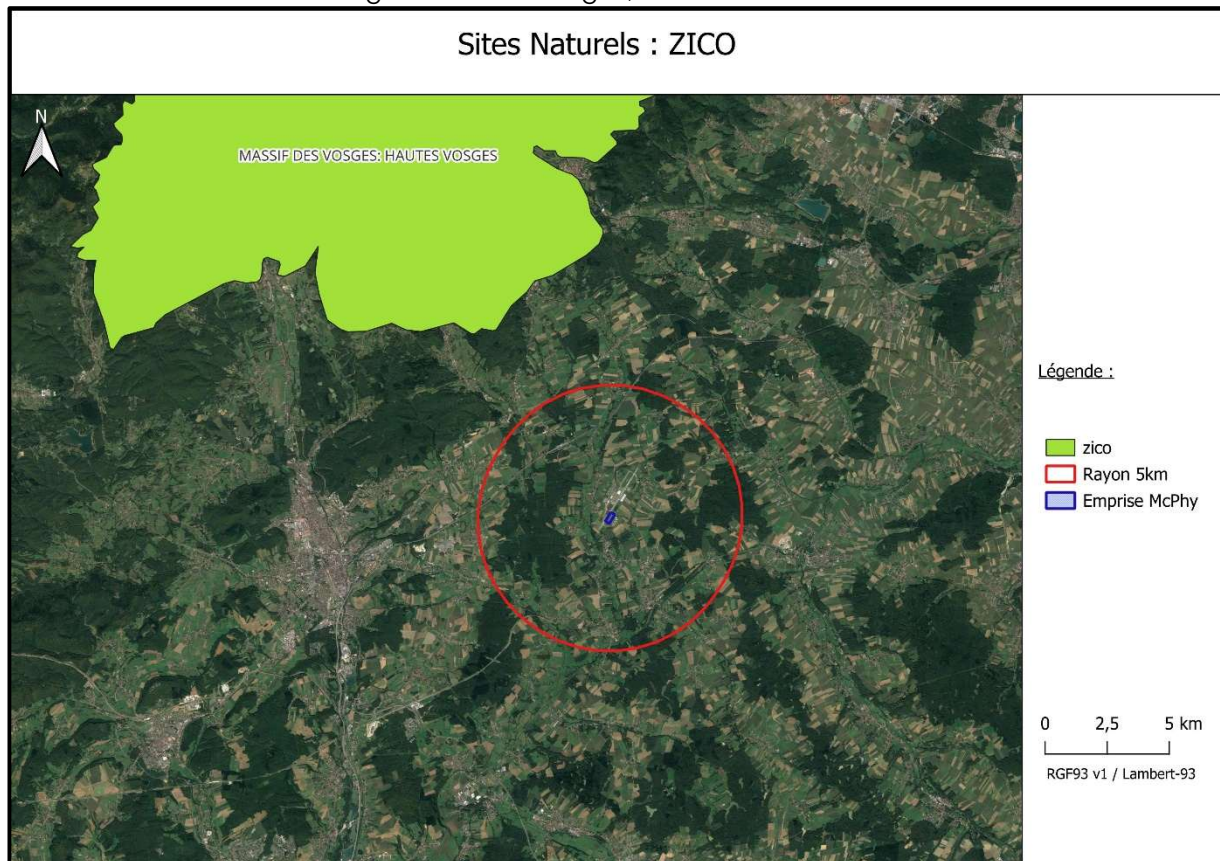 Sites Naturels : ZICO
N
MASSIF DES VOSGES: HAUTES VOSGES
Légende :
zico
Rayon 5km
Emprise McPhy
0 2,5 5 km
RGF93 v1 / Lambert-93